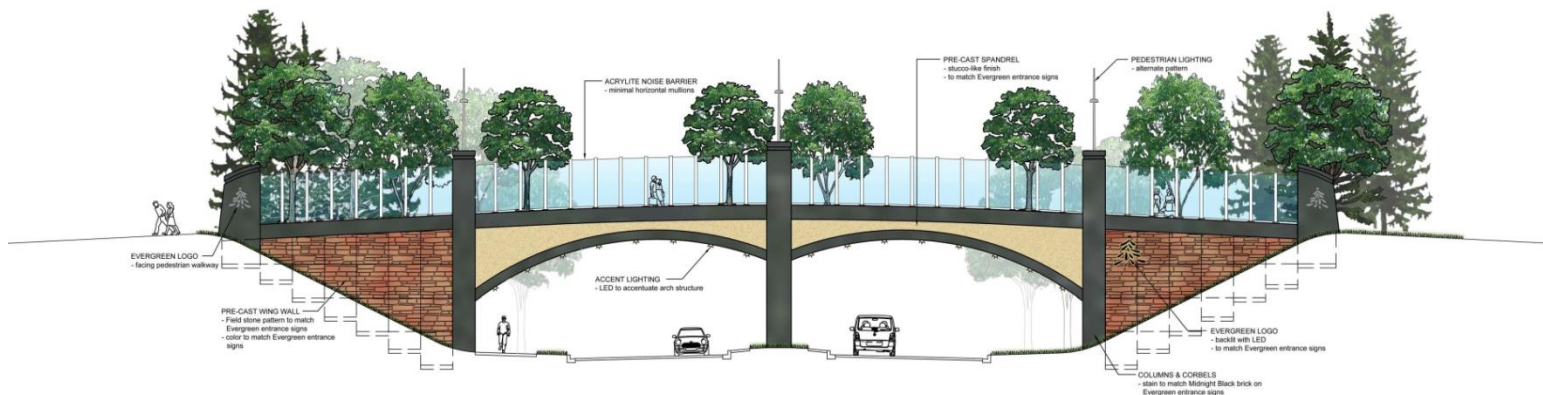 ACRYLITE NOISE BARRIER
- minimal horizontal mullions
PRE-CAST SPANDREL
- stucco-like finish
- to match Evergreen entrance signs
PEDESTRIAN LIGHTING
- alternate pattern
EVERGREEN LOGO
- facing pedestrian walkway
ACCENT LIGHTING
- LED to accentuate arch structure
PRE-CAST WING WALL
- Field stone pattern to match
Evergreen entrance signs
- color to match Evergreen entrance
signs
EVERGREEN LOGO
- backlit with LED
- to match Evergreen entrance signs
COLUMNS & CORBELS
- stain to match Midnight Black brick on
Evergreen entrance signs